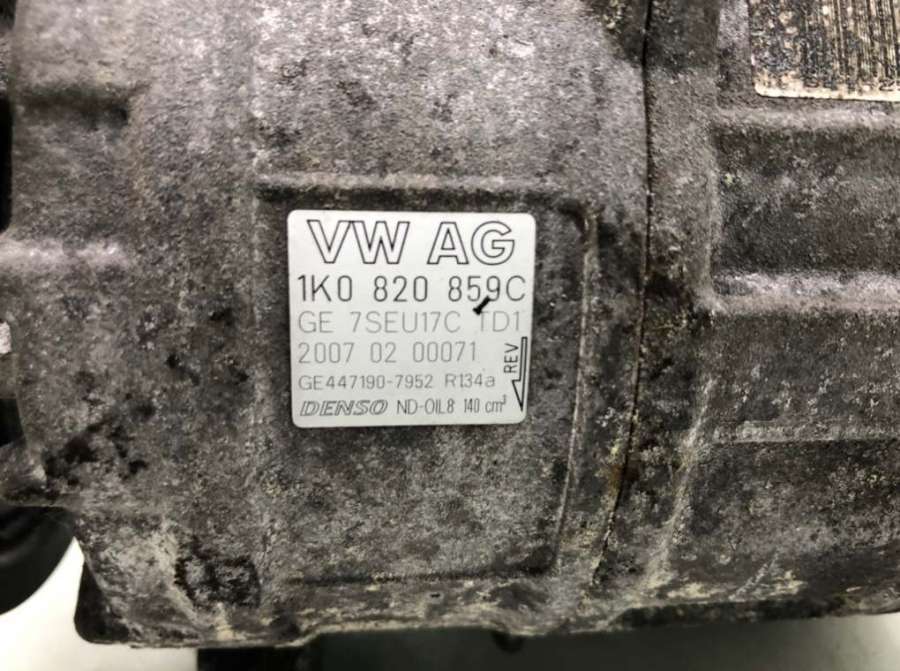 VW AG
1K0 820 859C
GE 7SEU17C TD1
2007 02 00071
REV
GE447190-7952 R134a
DENSO ND-OIL8 140 cm³